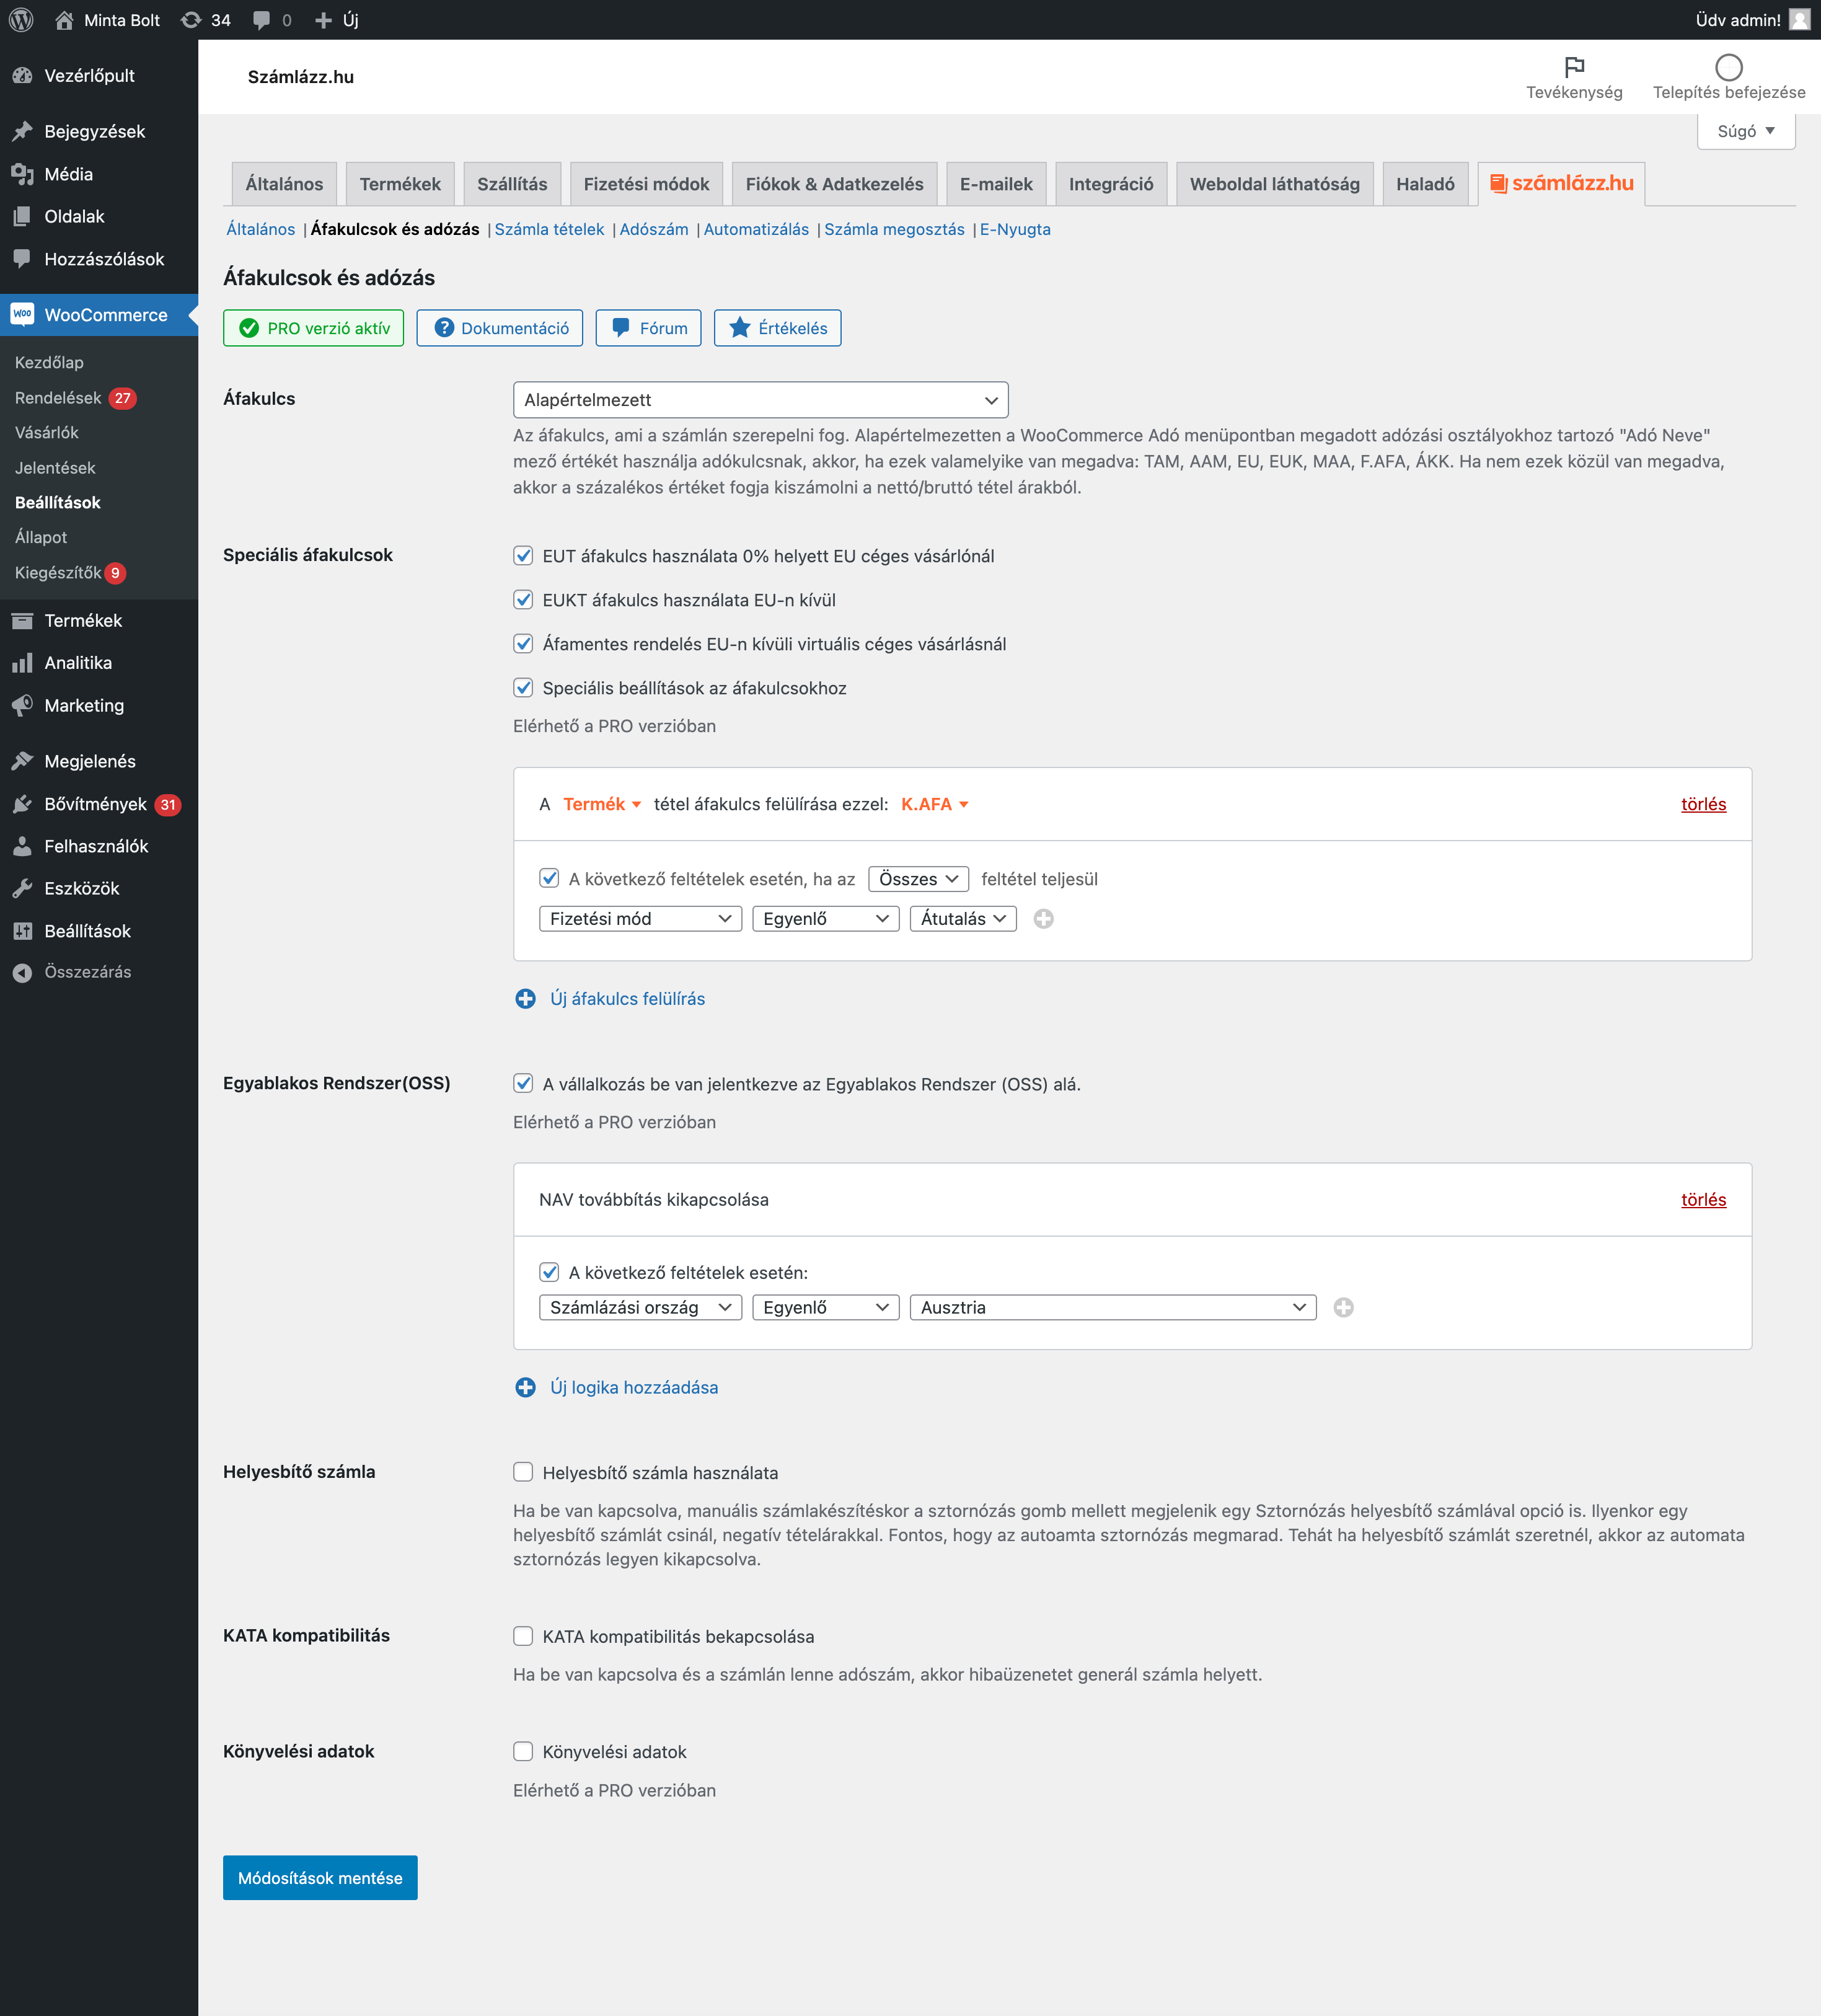 Minta Bolt
34
0
Új
Üdv admin!
Vezérlőpult
Bejegyzések
Média
Oldalak
Hozzászólások
Woo
WooCommerce
Kezdőlap
Rendelések 27
Vásárlók
Jelentések
Beállítások
Állapot
Kiegészítők 9
Termékek
Analitika
Marketing
Megjelenés
Bővítmények 31
Felhasználók
Eszközök
Beállítások
Összezárás
Számlázz.hu
Tevékenység
Telepítés befejezése
Súgó
Általános
Termékek
Szállítás
Fizetési módok
Fiókok & Adatkezelés
E-mailek
Integráció
Weboldal láthatóság
Haladó
számlázz.hu
Általános | Áfakulcsok és adózás | Számla tételek | Adószám | Automatizálás | Számla megosztás | E-Nyugta
Áfakulcsok és adózás
PRO verzió aktív
Dokumentáció
Fórum
Értékelés
Áfakulcs
Alapértelmezett
Az áfakulcs, ami a számlán szerepelni fog. Alapértelmezetten a WooCommerce Adó menüpontban megadott adózási osztályokhoz tartozó "Adó Neve"
mező értékét használja adókulcsnak, akkor, ha ezek valamelyike van megadva: TAM, AAM, EU, EUK, MAA, F.AFA, ÁKK. Ha nem ezek közül van megadva,
akkor a százalékos értéket fogja kiszámolni a nettó/bruttó tétel árakból.
Speciális áfakulcsok
EUT áfakulcs használata 0% helyett EU céges vásárlónál
EUKT áfakulcs használata EU-n kívül
Áfamentes rendelés EU-n kívüli virtuális céges vásárlásnál
Speciális beállítások az áfakulcsokhoz
Elérhető a PRO verzióban
A Termék tétel áfakulcs felülírása ezzel: K.AFA
törlés
A következő feltételek esetén, ha az Összes feltétel teljesül
Fizetési mód
Egyenlő
Átutalás
Új áfakulcs felülírás
Egyablakos Rendszer(OSS)
A vállalkozás be van jelentkezve az Egyablakos Rendszer (OSS) alá.
Elérhető a PRO verzióban
NAV továbbítás kikapcsolása
törlés
A következő feltételek esetén:
Számlázási ország
Egyenlő
Ausztria
Új logika hozzáadása
Helyesbítő számla
Helyesbítő számla használata
Ha be van kapcsolva, manuális számlakészítéskor a sztornózás gomb mellett megjelenik egy Sztornózás helyesbítő számlával opció is. Ilyenkor egy
helyesbítő számlát csinál, negatív tételárakkal. Fontos, hogy az autoamta sztornózás megmarad. Tehát ha helyesbítő számlát szeretnél, akkor az automata
sztornózás legyen kikapcsolva.
KATA kompatibilitás
KATA kompatibilitás bekapcsolása
Ha be van kapcsolva és a számlán lenne adószám, akkor hibaüzenetet generál számla helyett.
Könyvelési adatok
Könyvelési adatok
Elérhető a PRO verzióban
Módosítások mentése